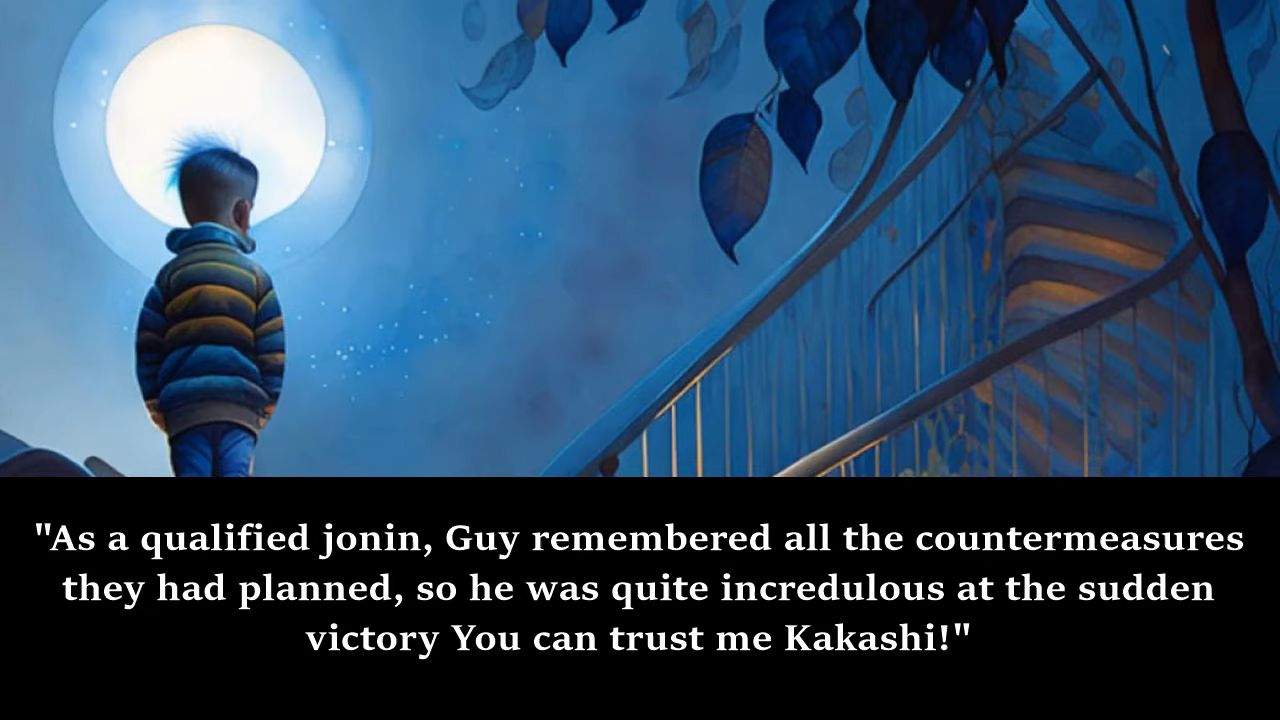 "As a qualified jonin, Guy remembered all the countermeasures
they had planned, so he was quite incredulous at the sudden
victory You can trust me Kakashi!"